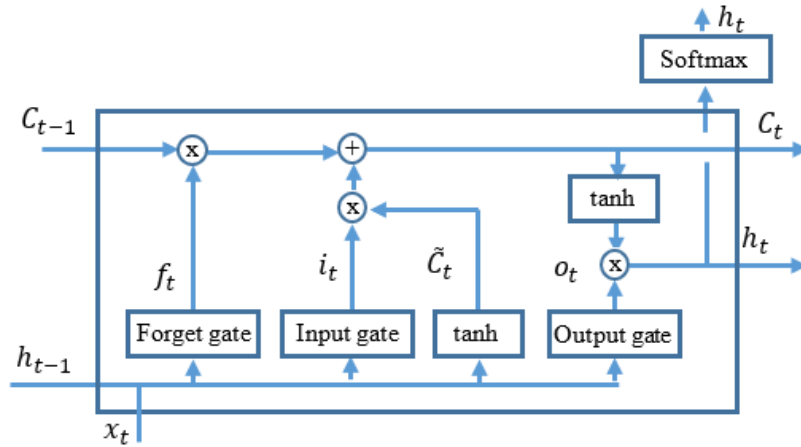 h_t
Softmax
C_{t-1}
C_t
x
+
tanh
x
h_t
f_t
i_t
C̃_t
o_t
x
Forget gate
Input gate
tanh
Output gate
h_{t-1}
x_t